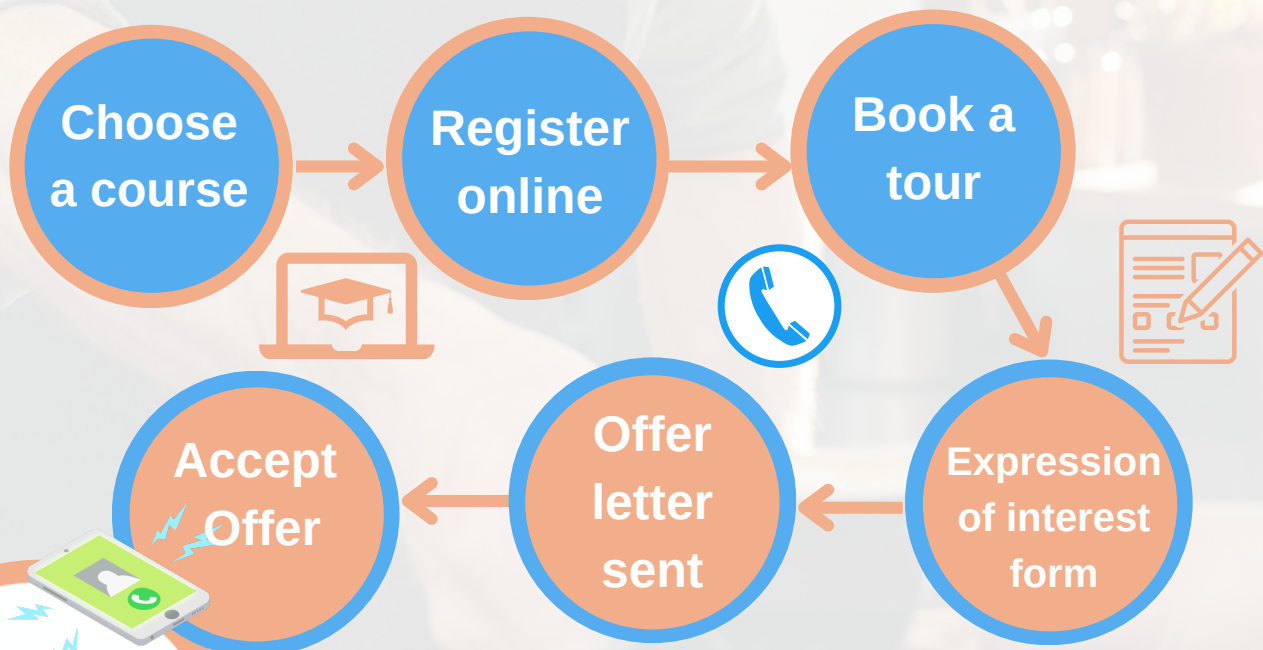 Choose
a course
Register
online
Book a
tour
Expression
of interest
form
Offer
letter
sent
Accept
Offer